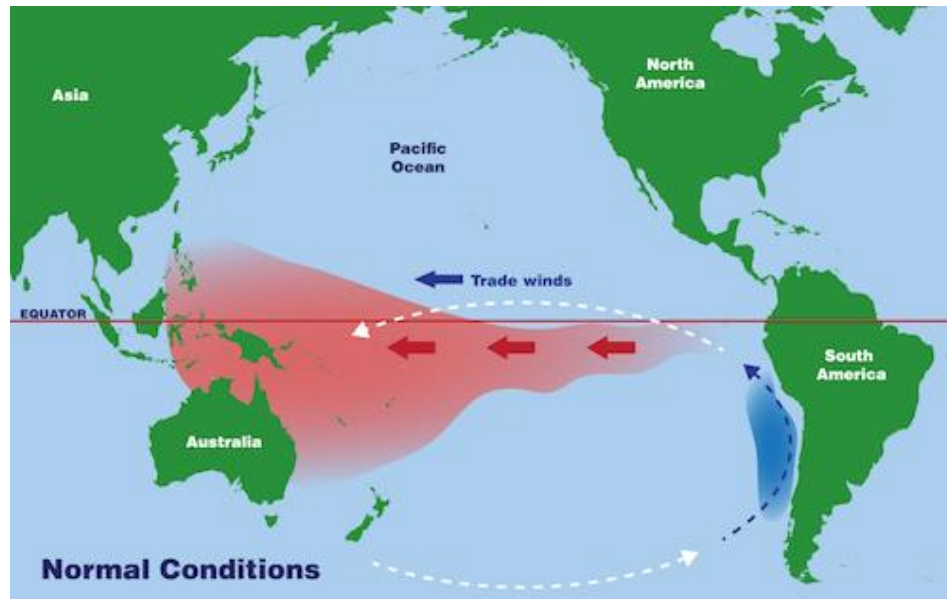 Asia
North
America
Pacific
Ocean
Trade winds
EQUATOR
South
America
Australia
Normal Conditions